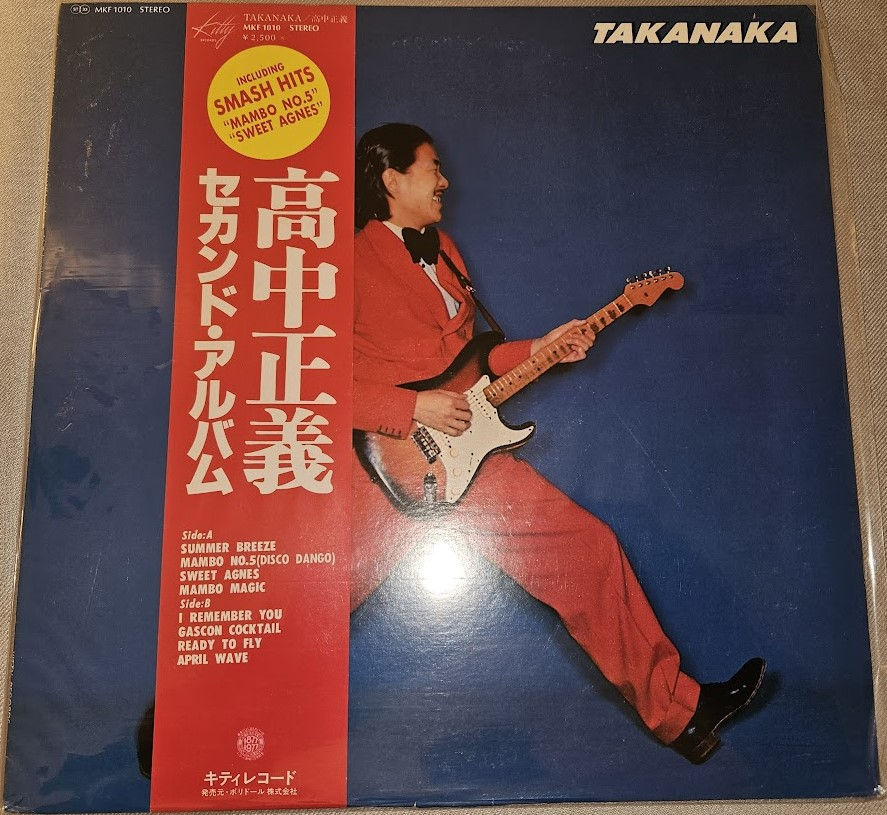 MKF 1010 STEREO
Kitty
RECORDS
TAKANAKA／高中正義
MKF 1010 STEREO
¥2,500
TAKANAKA
INCLUDING
SMASH HITS
"MAMBO NO.5"
"SWEET AGNES"
高中正義
セカンド・アルバム
Side:A
SUMMER BREEZE
MAMBO NO.5(DISCO DANGO)
SWEET AGNES
MAMBO MAGIC
Side:B
I REMEMBER YOU
GASCON COCKTAIL
READY TO FLY
APRIL WAVE
1877
1977
キティレコード
発売元・ポリドール株式会社